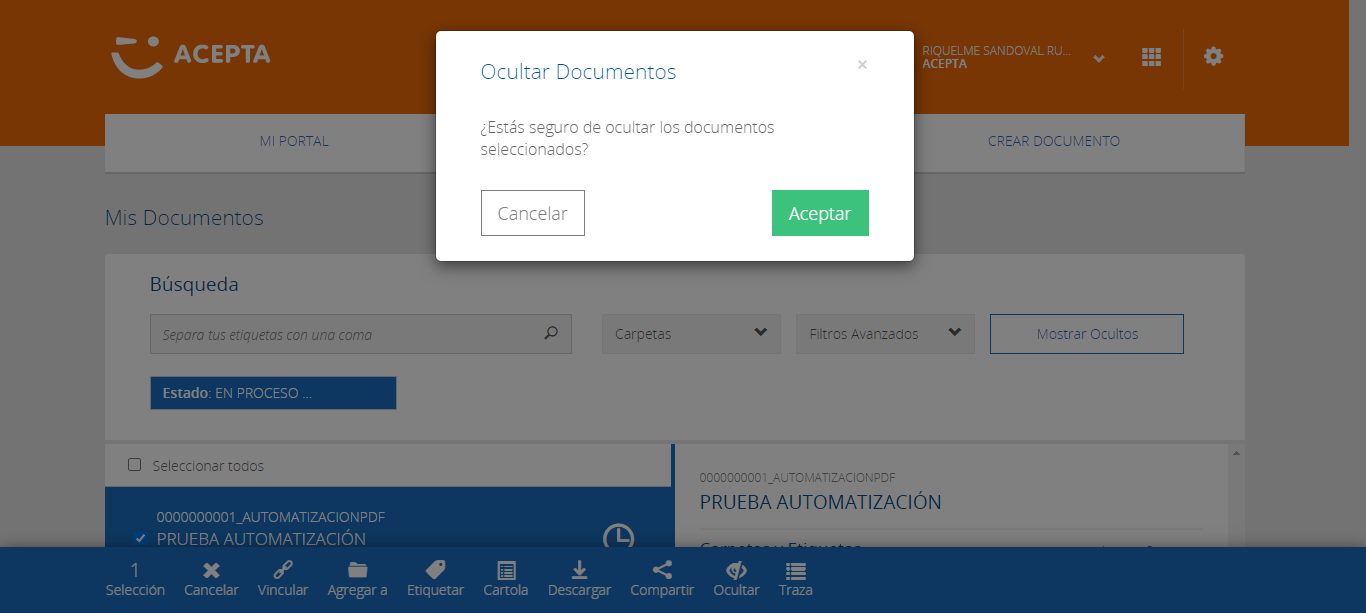 ACEPTA
RIQUELME SANDOVAL RU...
ACEPTA
Ocultar Documentos
×
¿Estás seguro de ocultar los documentos
seleccionados?
Cancelar
Aceptar
MI PORTAL
CREAR DOCUMENTO
Mis Documentos
Búsqueda
Separa tus etiquetas con una coma
Carpetas
Filtros Avanzados
Mostrar Ocultos
Estado: EN PROCESO ...
Seleccionar todos
0000000001_AUTOMATIZACIONPDF
PRUEBA AUTOMATIZACIÓN
0000000001_AUTOMATIZACIONPDF
PRUEBA AUTOMATIZACIÓN
Carpetas y Etiquetas
1
Selección
Cancelar
Vincular
Agregar a
Etiquetar
Cartola
Descargar
Compartir
Ocultar
Traza